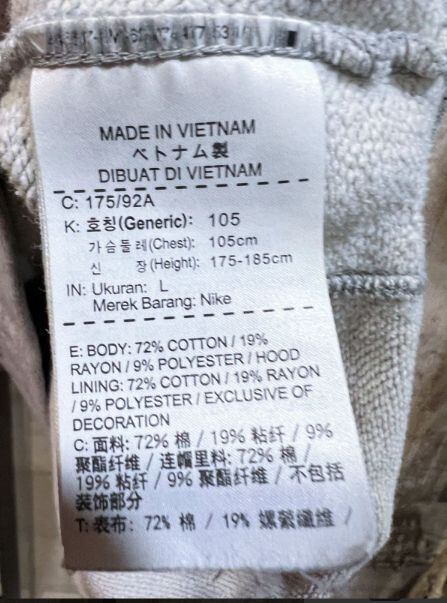 MADE IN VIETNAM
ベトナム製
DIBUAT DI VIETNAM
C: 175/92A
K: 호칭(Generic): 105
가슴둘레(Chest): 105cm
신 장(Height): 175-185cm
IN: Ukuran: L
Merek Barang: Nike
E: BODY: 72% COTTON / 19%
RAYON / 9% POLYESTER / HOOD
LINING: 72% COTTON / 19% RAYON
/ 9% POLYESTER / EXCLUSIVE OF
DECORATION
C: 面料: 72% 棉 / 19% 粘纤 / 9%
聚酯纤维 / 连帽里料: 72% 棉 /
19% 粘纤 / 9% 聚酯纤维 / 不包括
装饰部分
T: 表布: 72% 棉 / 19% 嫘縈纖維 /